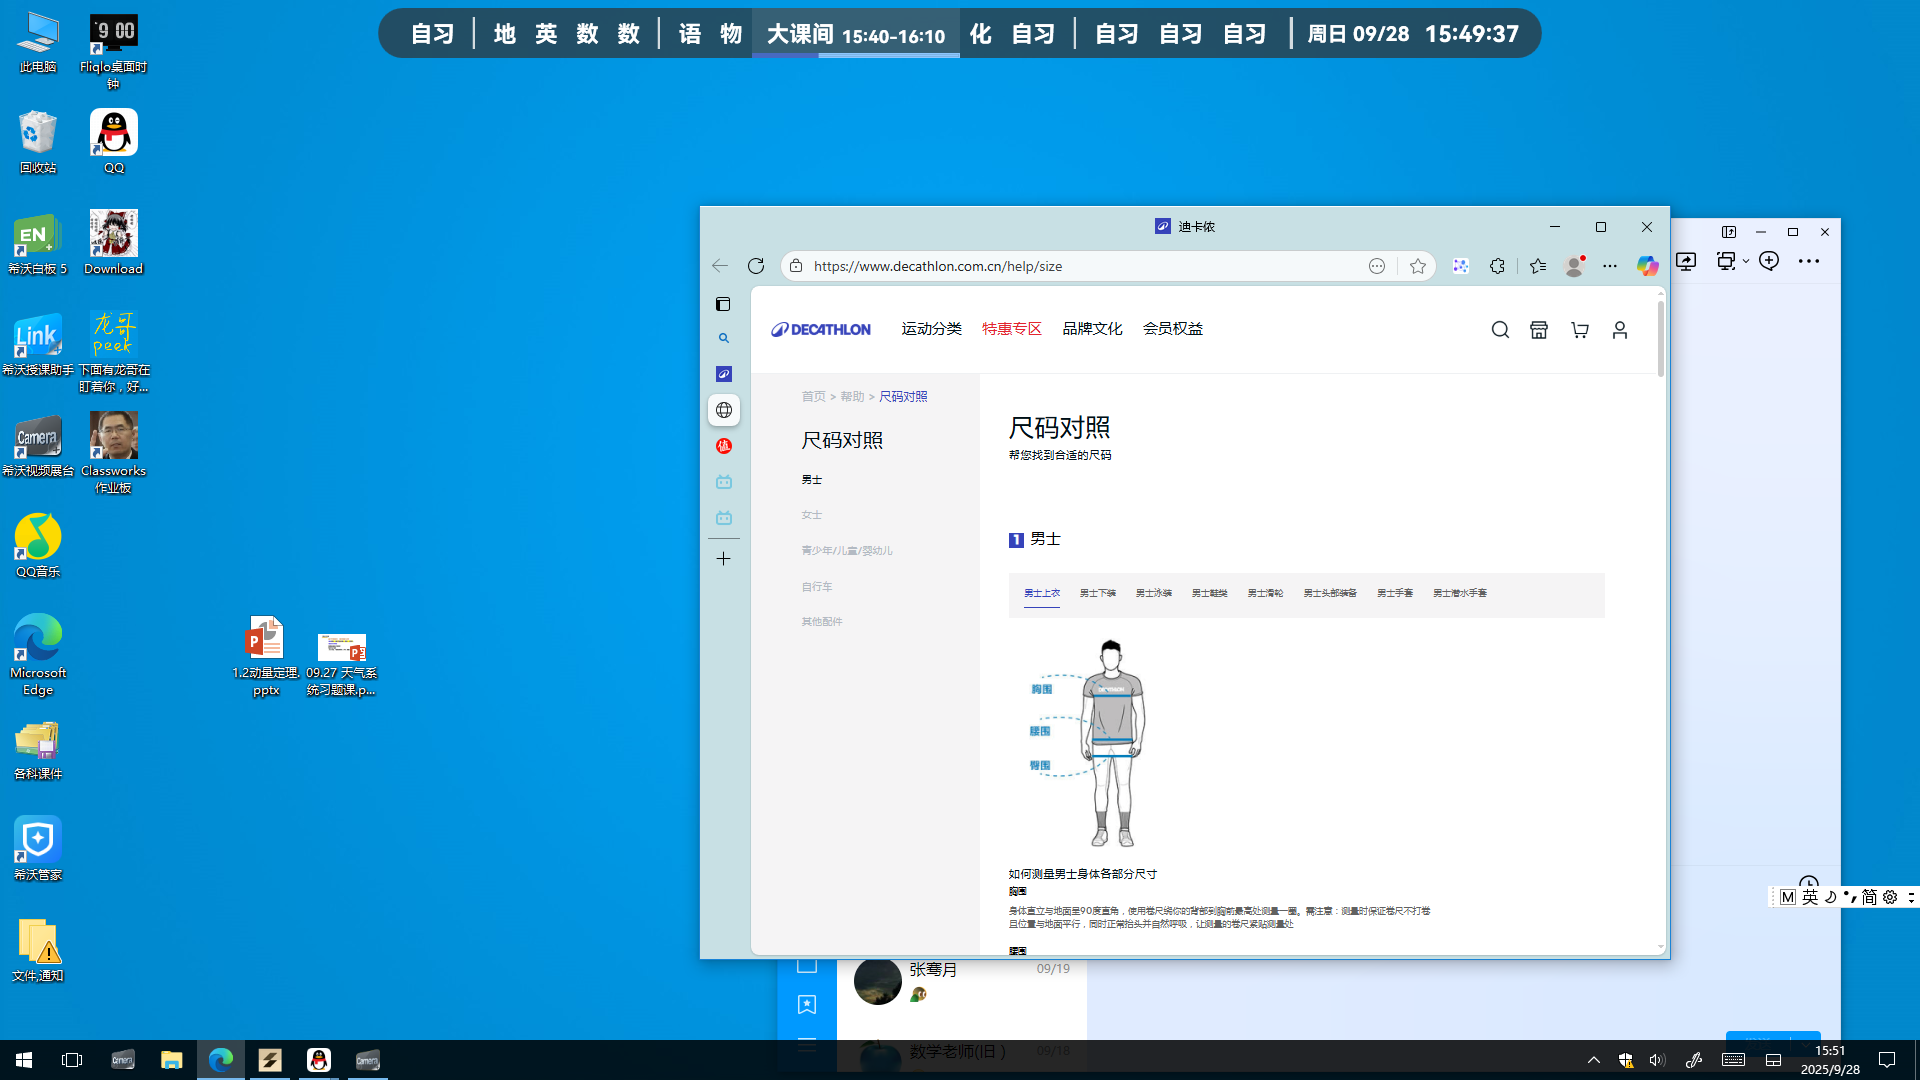 自习 | 地 英 数 数 | 语 物 大课间 15:40-16:10 化 自习 | 自习 自习 自习 | 周日 09/28 15:49:37
此电脑
Fliqlo桌面时
钟
回收站
QQ
EN
希沃白板 5
Download
Link
希沃授课助手
龙哥
peek
下面有龙哥在
盯着你，好...
Camera
希沃视频展台
Classworks
作业板
QQ音乐
Microsoft
Edge
各科课件
希沃管家
文件,通知
1.2动量定理.
pptx
09.27 天气系
统习题课.p...
迪卡侬
https://www.decathlon.com.cn/help/size
值
DECATHLON
运动分类 特惠专区 品牌文化 会员权益
首页 > 帮助 > 尺码对照
尺码对照
男士
女士
青少年/儿童/婴幼儿
自行车
其他配件
尺码对照
帮您找到合适的尺码
1 男士
男士上衣 男士下装 男士泳装 男士鞋类 男士滑轮 男士头部装备 男士手套 男士潜水手套
胸围
腰围
臀围
如何测量男士身体各部分尺寸
胸围
身体直立与地面呈90度直角，使用卷尺绕你的背部到胸前最高处测量一圈。需注意：测量时保证卷尺不打卷
且位置与地面平行，同时正常抬头并自然呼吸，让测量的卷尺紧贴测量处
腰围
张骞月
09/19
数学老师(旧)
09/18
M 英 简
15:51
2025/9/28